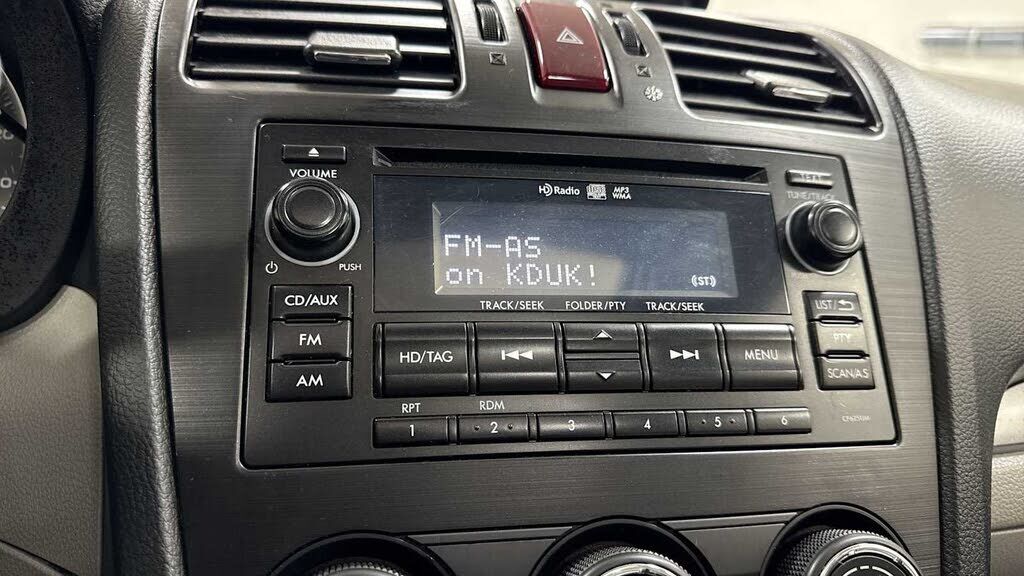 VOLUME
HD Radio
MP3
WMA
TEXT
PUSH
FM-AS
on KDUK!
(ST)
TRACK/SEEK FOLDER/PTY TRACK/SEEK
CD/AUX
FM
AM
HD/TAG
MENU
LIST/
PTY
SCAN/A.S
RPT
RDM
1
2
3
4
5
6